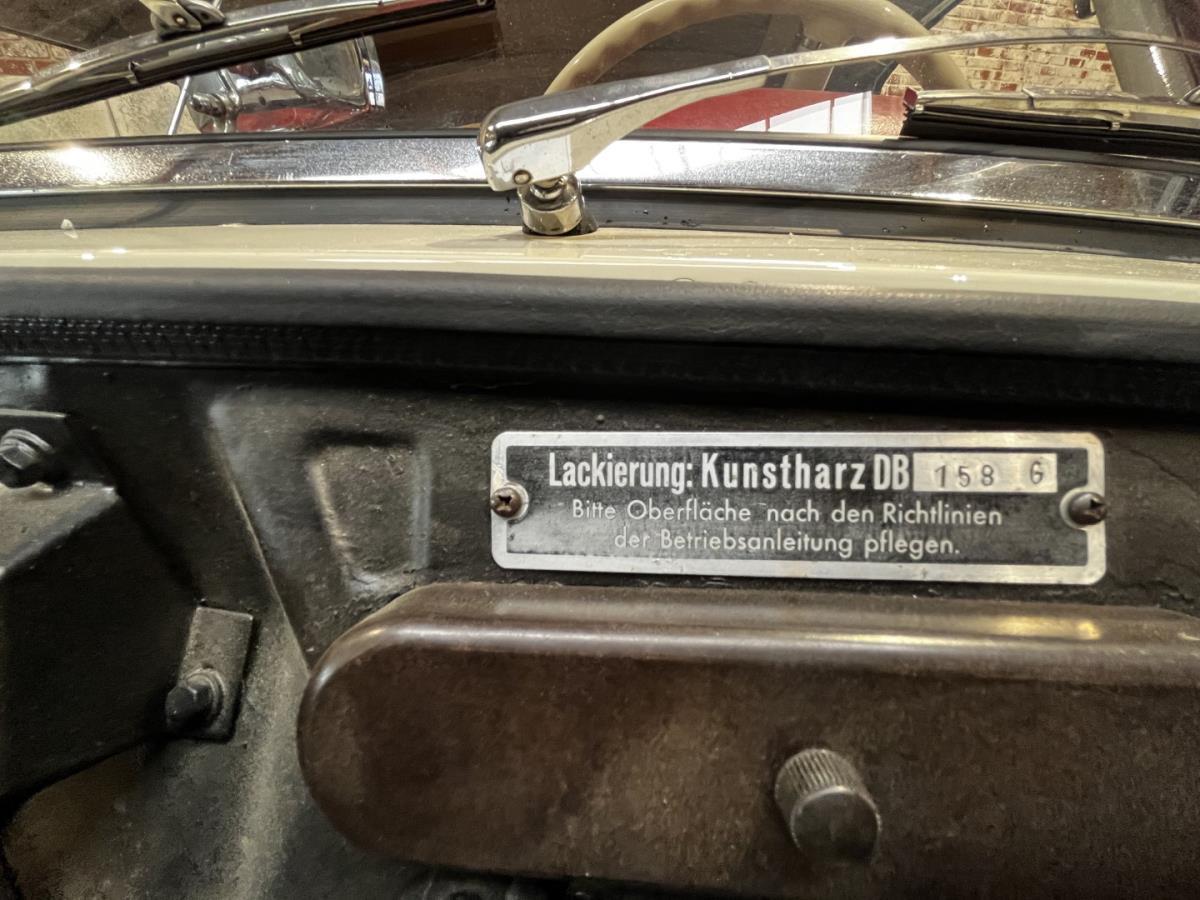 Lackierung: Kunstharz DB 158 G
Bitte Oberfläche nach den Richtlinien
der Betriebsanleitung pflegen.